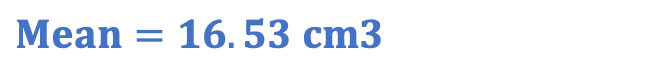 Mean = 16.53 cm3